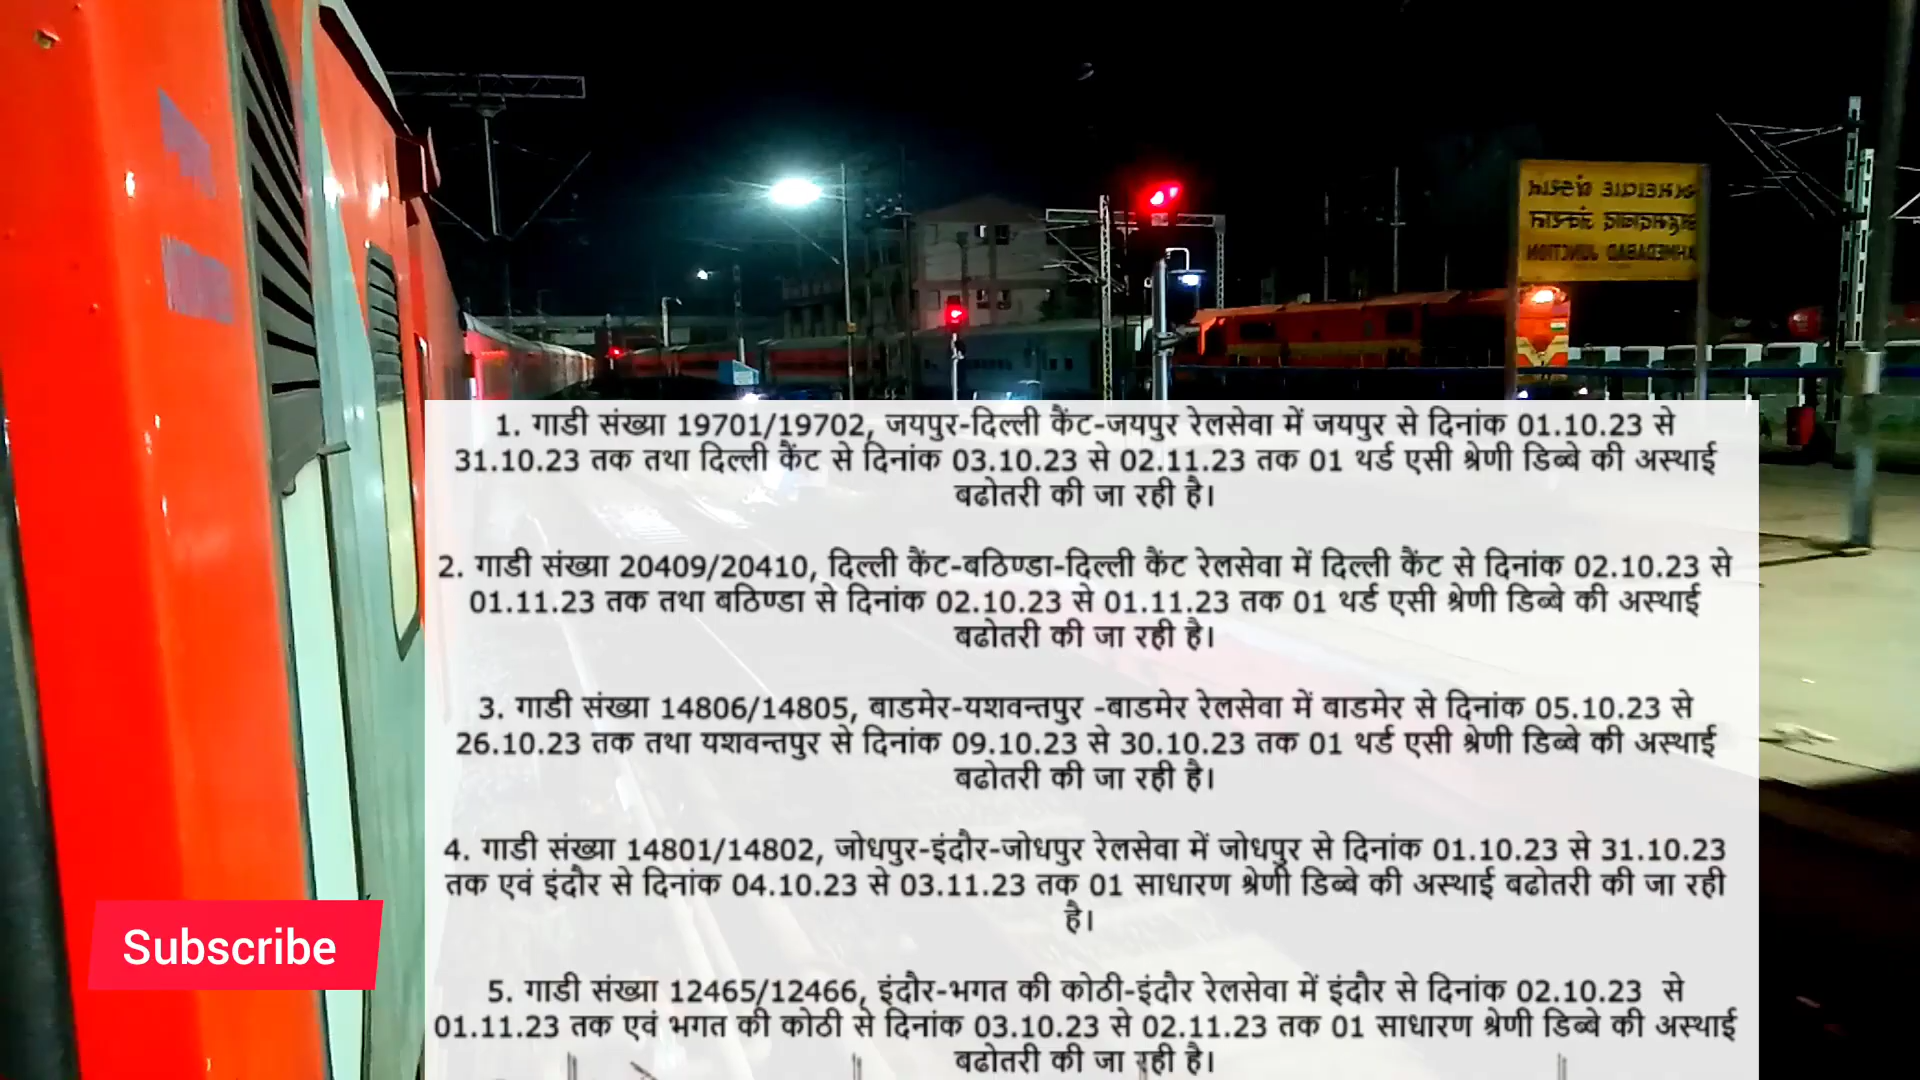 અમદાવાદ જંકશન
अहमदाबाद जंक्शन
AHMEDABAD JUNCTION
1. गाडी संख्या 19701/19702, जयपुर-दिल्ली कैंट-जयपुर रेलसेवा में जयपुर से दिनांक 01.10.23 से
31.10.23 तक तथा दिल्ली कैंट से दिनांक 03.10.23 से 02.11.23 तक 01 थर्ड एसी श्रेणी डिब्बे की अस्थाई
बढोतरी की जा रही है।
2. गाडी संख्या 20409/20410, दिल्ली कैंट-बठिण्डा-दिल्ली कैंट रेलसेवा में दिल्ली कैंट से दिनांक 02.10.23 से
01.11.23 तक तथा बठिण्डा से दिनांक 02.10.23 से 01.11.23 तक 01 थर्ड एसी श्रेणी डिब्बे की अस्थाई
बढोतरी की जा रही है।
3. गाडी संख्या 14806/14805, बाडमेर-यशवन्तपुर -बाडमेर रेलसेवा में बाडमेर से दिनांक 05.10.23 से
26.10.23 तक तथा यशवन्तपुर से दिनांक 09.10.23 से 30.10.23 तक 01 थर्ड एसी श्रेणी डिब्बे की अस्थाई
बढोतरी की जा रही है।
4. गाडी संख्या 14801/14802, जोधपुर-इंदौर-जोधपुर रेलसेवा में जोधपुर से दिनांक 01.10.23 से 31.10.23
तक एवं इंदौर से दिनांक 04.10.23 से 03.11.23 तक 01 साधारण श्रेणी डिब्बे की अस्थाई बढोतरी की जा रही
है।
5. गाडी संख्या 12465/12466, इंदौर-भगत की कोठी-इंदौर रेलसेवा में इंदौर से दिनांक 02.10.23 से
01.11.23 तक एवं भगत की कोठी से दिनांक 03.10.23 से 02.11.23 तक 01 साधारण श्रेणी डिब्बे की अस्थाई
बढोतरी की जा रही है।
Subscribe